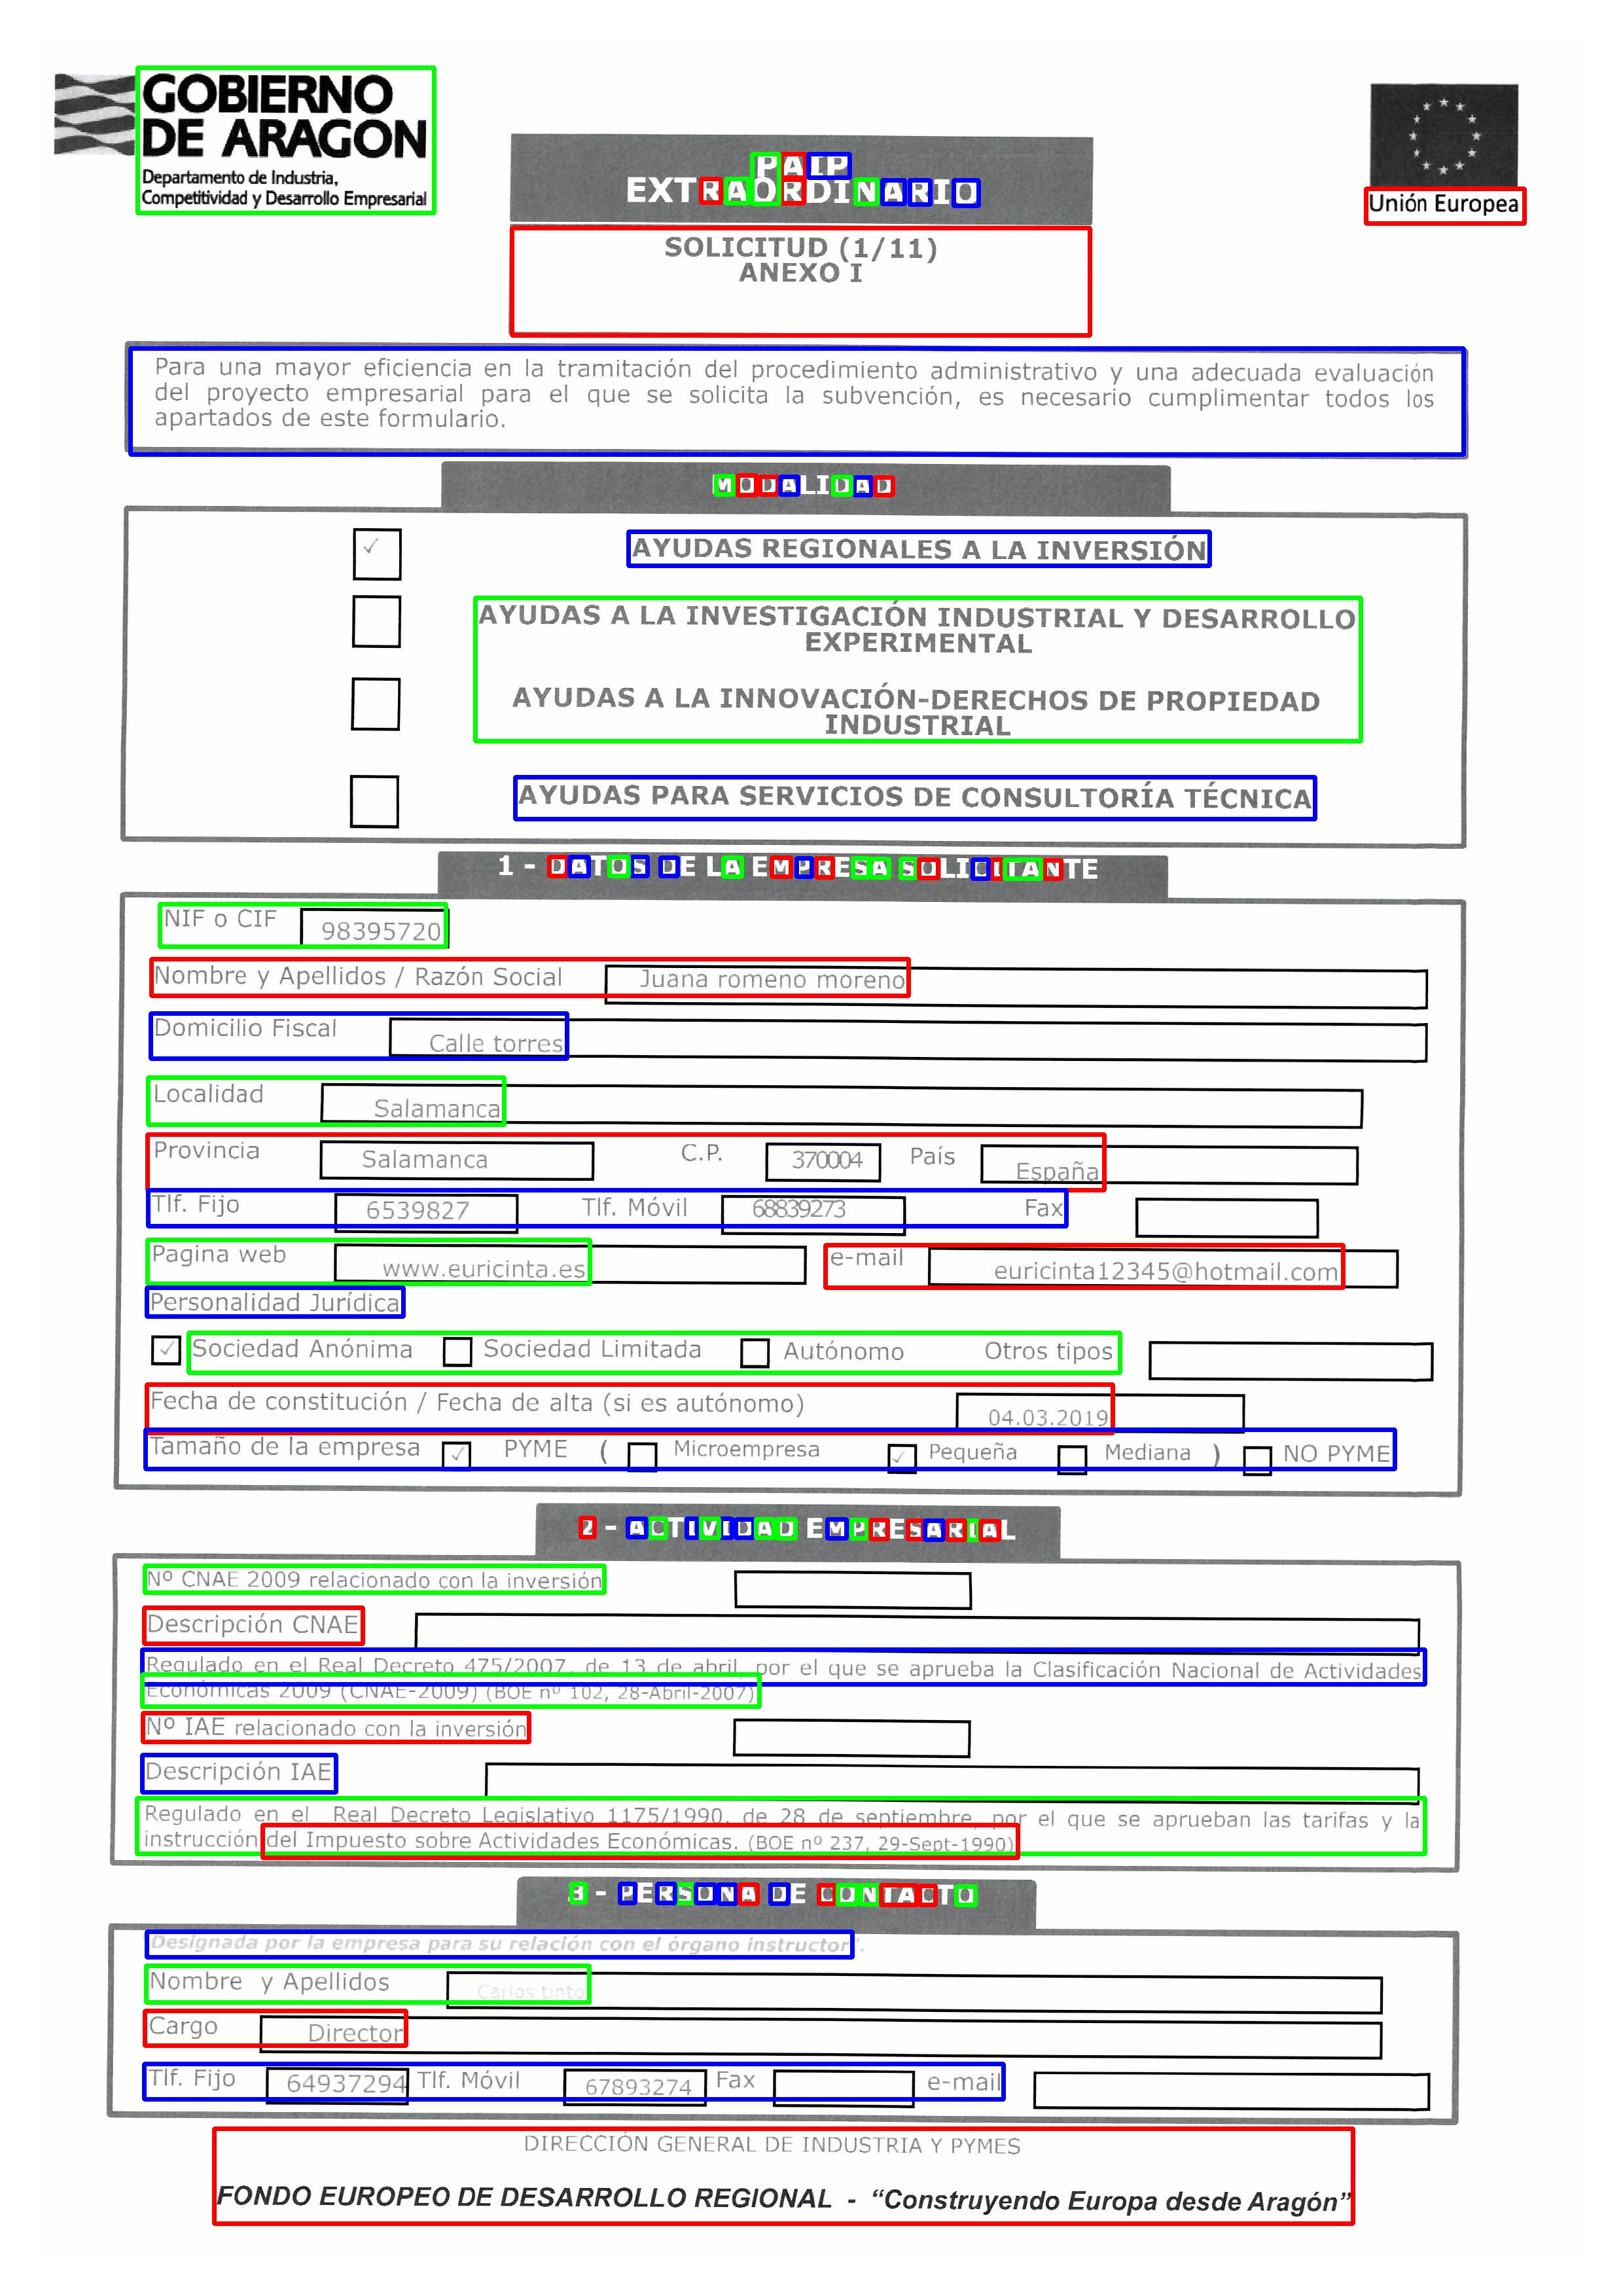 GOBIERNO
DE ARAGON
Departamento de Industria,
Competitividad y Desarrollo Empresarial
PAIP
EXTRAORDINARIO
Unión Europea
SOLICITUD (1/11)
ANEXO I
Para una mayor eficiencia en la tramitación del procedimiento administrativo y una adecuada evaluación
del proyecto empresarial para el que se solicita la subvención, es necesario cumplimentar todos los
apartados de este formulario.
MODALIDAD
✓ AYUDAS REGIONALES A LA INVERSIÓN
AYUDAS A LA INVESTIGACIÓN INDUSTRIAL Y DESARROLLO
EXPERIMENTAL
AYUDAS A LA INNOVACIÓN-DERECHOS DE PROPIEDAD
INDUSTRIAL
AYUDAS PARA SERVICIOS DE CONSULTORÍA TÉCNICA
1 - DATOS DE LA EMPRESA SOLICITANTE
NIF o CIF 98395720
Nombre y Apellidos / Razón Social Juana romeno moreno
Domicilio Fiscal Calle torres
Localidad Salamanca
Provincia Salamanca C.P. 370004 País España
Tlf. Fijo 6539827 Tlf. Móvil 68839273 Fax
Pagina web www.euricinta.es e-mail euricinta12345@hotmail.com
Personalidad Jurídica
✓ Sociedad Anónima Sociedad Limitada Autónomo Otros tipos
Fecha de constitución / Fecha de alta (si es autónomo) 04.03.2019
Tamaño de la empresa ✓ PYME ( Microempresa ✓ Pequeña Mediana ) NO PYME
2 - ACTIVIDAD EMPRESARIAL
Nº CNAE 2009 relacionado con la inversión
Descripción CNAE
Regulado en el Real Decreto 475/2007, de 13 de abril, por el que se aprueba la Clasificación Nacional de Actividades
Económicas 2009 (CNAE-2009) (BOE nº 102, 28-Abril-2007)
Nº IAE relacionado con la inversión
Descripción IAE
Regulado en el Real Decreto Legislativo 1175/1990, de 28 de septiembre, por el que se aprueban las tarifas y la
instrucción del Impuesto sobre Actividades Económicas. (BOE nº 237, 29-Sept-1990)
3 - PERSONA DE CONTACTO
Designada por la empresa para su relación con el órgano instructor".
Nombre y Apellidos Carlos tinto
Cargo Director
Tlf. Fijo 64937294 Tlf. Móvil 67893274 Fax e-mail
DIRECCIÓN GENERAL DE INDUSTRIA Y PYMES
FONDO EUROPEO DE DESARROLLO REGIONAL - “Construyendo Europa desde Aragón”